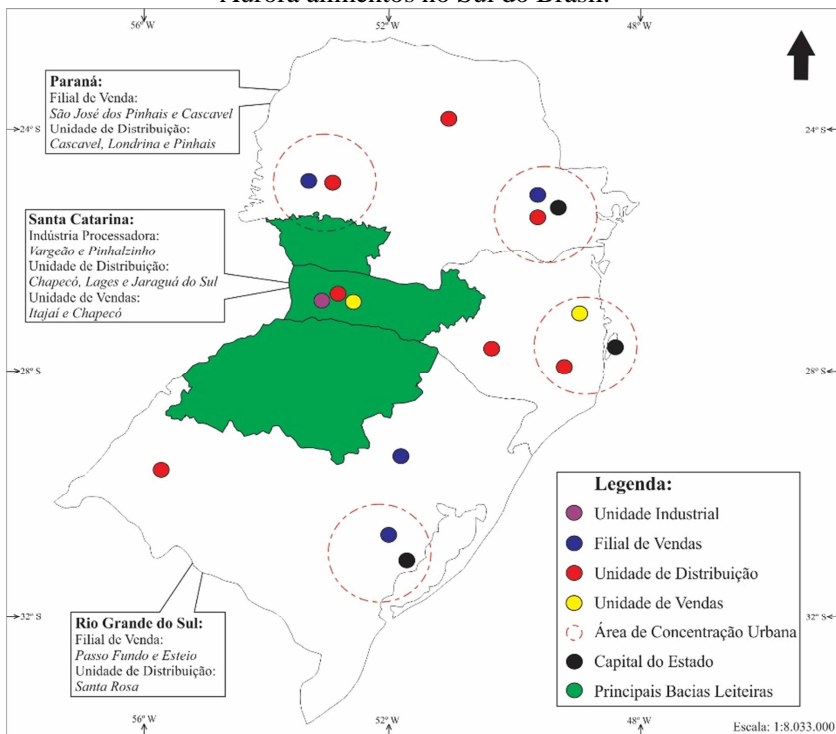 Aurora alimentos no Sul do Brasil.
56° W
52° W
48° W
Paraná:
Filial de Venda:
São José dos Pinhais e Cascavel
Unidade de Distribuição:
Cascavel, Londrina e Pinhais
24° S
24° S
Santa Catarina:
Indústria Processadora:
Vargeão e Pinhalzinho
Unidade de Distribuição:
Chapecó, Lages e Jaraguá do Sul
Unidade de Vendas:
Itajaí e Chapecó
28° S
28° S
Legenda:
Unidade Industrial
Filial de Vendas
Unidade de Distribuição
Unidade de Vendas
Área de Concentração Urbana
Capital do Estado
Principais Bacias Leiteiras
32° S
32° S
Rio Grande do Sul:
Filial de Venda:
Passo Fundo e Esteio
Unidade de Distribuição:
Santa Rosa
56° W
52° W
48° W
Escala: 1:8.033.000